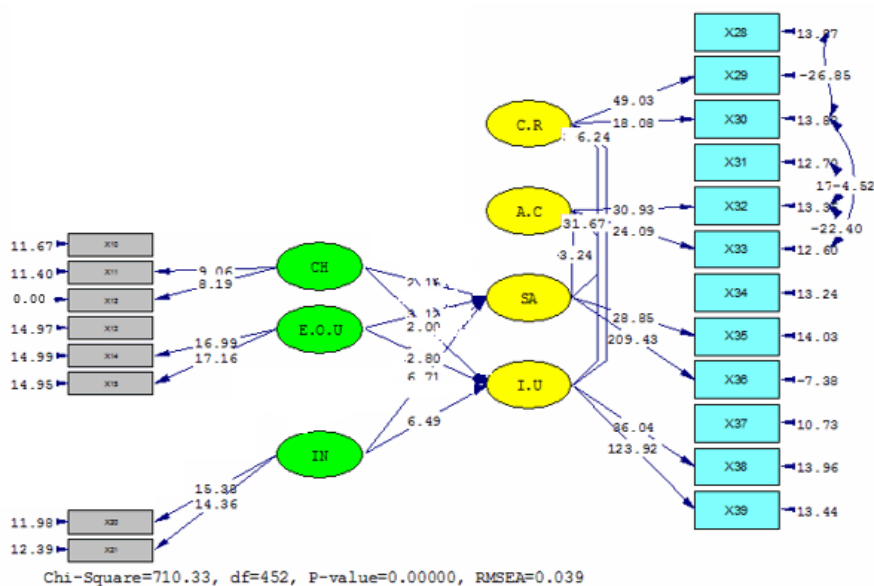 X28
13.87
X29
-26.85
49.03
C.R
18.08
X30
6.24
X31
12.70
17-4.52
A.C
30.93
X32
31.67
24.09
-22.40
X33
12.60
11.67
X10
11.40
X11
9.06
CH
8.19
0.00
X12
SA
X34
13.24
14.97
X13
E.O.U
2.00
28.85
X35
14.03
14.99
X14
16.99
2.80
209.43
14.95
X15
17.16
6.71
I.U
X36
-7.38
6.49
36.04
X37
10.73
IN
123.92
X38
13.96
15.38
14.36
X39
13.44
11.98
X20
12.39
X21
Chi-Square=710.33, df=452, P-value=0.00000, RMSEA=0.039